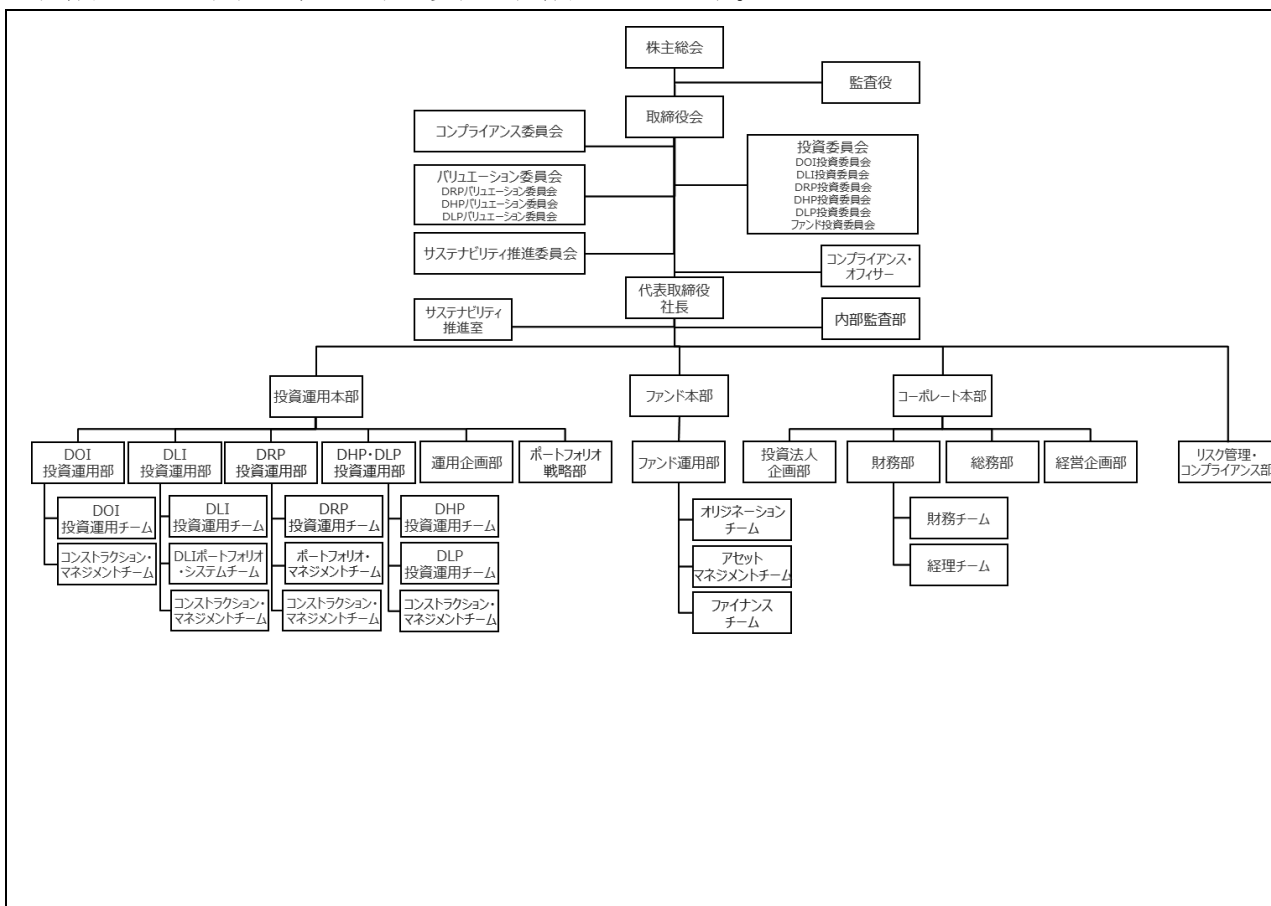 株主総会
監査役
取締役会
コンプライアンス委員会
投資委員会
DOI投資委員会
DLI投資委員会
DRP投資委員会
DHP投資委員会
DLP投資委員会
ファンド投資委員会
バリュエーション委員会
DRPバリュエーション委員会
DHPバリュエーション委員会
DLPバリュエーション委員会
サステナビリティ推進委員会
コンプライアンス・
オフィサー
代表取締役
社長
サステナビリティ
推進室
内部監査部
投資運用本部
ファンド本部
コーポレート本部
DOI
投資運用部
DLI
投資運用部
DRP
投資運用部
DHP・DLP
投資運用部
運用企画部
ポートフォリオ
戦略部
ファンド運用部
投資法人
企画部
財務部
総務部
経営企画部
リスク管理・
コンプライアンス部
DOI
投資運用チーム
コンストラクション・
マネジメントチーム
DLI
投資運用チーム
DLIポートフォリオ
・システムチーム
コンストラクション・
マネジメントチーム
DRP
投資運用チーム
ポートフォリオ・
マネジメントチーム
コンストラクション・
マネジメントチーム
DHP
投資運用チーム
DLP
投資運用チーム
コンストラクション・
マネジメントチーム
オリジネーション
チーム
アセット
マネジメントチーム
ファイナンス
チーム
財務チーム
経理チーム